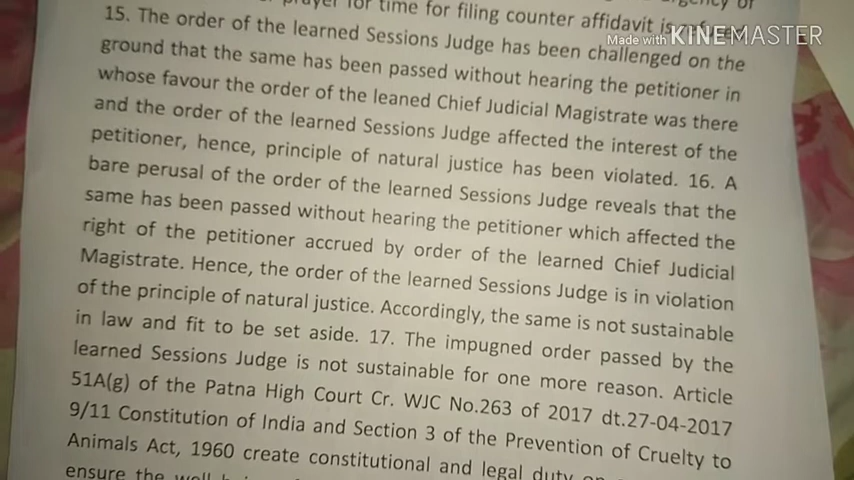 prayer for time for filing counter affidavit is
15. The order of the learned Sessions Judge has been challenged on the
ground that the same has been passed without hearing the petitioner in
whose favour the order of the leaned Chief Judicial Magistrate was there
and the order of the learned Sessions Judge affected the interest of the
petitioner, hence, principle of natural justice has been violated. 16. A
bare perusal of the order of the learned Sessions Judge reveals that the
same has been passed without hearing the petitioner which affected the
right of the petitioner accrued by order of the learned Chief Judicial
Magistrate. Hence, the order of the learned Sessions Judge is in violation
of the principle of natural justice. Accordingly, the same is not sustainable
in law and fit to be set aside. 17. The impugned order passed by the
learned Sessions Judge is not sustainable for one more reason. Article
51A(g) of the Patna High Court Cr. WJC No.263 of 2017 dt.27-04-2017
9/11 Constitution of India and Section 3 of the Prevention of Cruelty to
Animals Act, 1960 create constitutional and legal duty
ensure the
Made with KINEMASTER